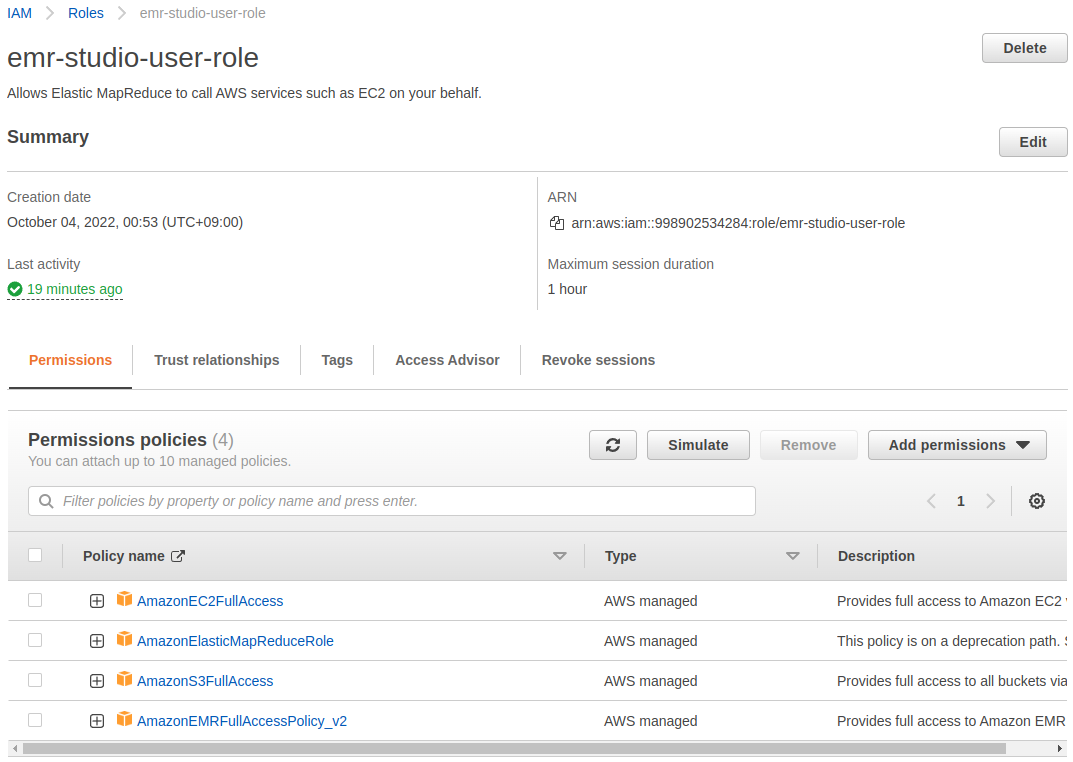 IAM > Roles > emr-studio-user-role
emr-studio-user-role
Delete
Allows Elastic MapReduce to call AWS services such as EC2 on your behalf.
Summary
Edit
Creation date
October 04, 2022, 00:53 (UTC+09:00)
ARN
arn:aws:iam::998902534284:role/emr-studio-user-role
Last activity
19 minutes ago
Maximum session duration
1 hour
Permissions Trust relationships Tags Access Advisor Revoke sessions
Permissions policies (4)
You can attach up to 10 managed policies.
Simulate Remove Add permissions
Filter policies by property or policy name and press enter.
1
Policy name Type Description
AmazonEC2FullAccess AWS managed Provides full access to Amazon EC2
AmazonElasticMapReduceRole AWS managed This policy is on a deprecation path.
AmazonS3FullAccess AWS managed Provides full access to all buckets via
AmazonEMRFullAccessPolicy_v2 AWS managed Provides full access to Amazon EMR